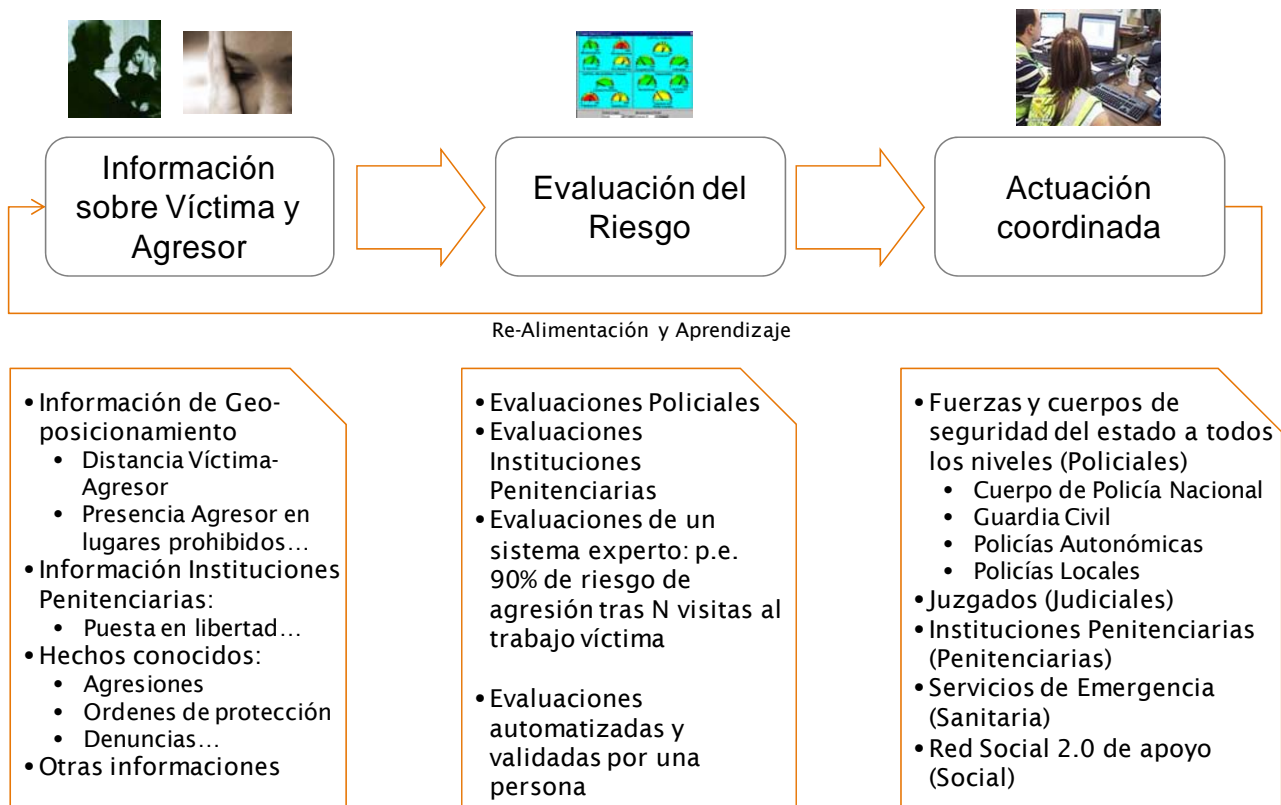 Información
sobre Víctima y
Agresor
Evaluación del
Riesgo
Actuación
coordinada
Re-Alimentación y Aprendizaje
• Información de Geo-
posicionamiento
• Distancia Víctima-
Agresor
• Presencia Agresor en
lugares prohibidos…
• Información Instituciones
Penitenciarias:
• Puesta en libertad…
• Hechos conocidos:
• Agresiones
• Ordenes de protección
• Denuncias…
• Otras informaciones
• Evaluaciones Policiales
• Evaluaciones
Instituciones
Penitenciarias
• Evaluaciones de un
sistema experto: p.e.
90% de riesgo de
agresión tras N visitas al
trabajo víctima
• Evaluaciones
automatizadas y
validadas por una
persona
• Fuerzas y cuerpos de
seguridad del estado a todos
los niveles (Policiales)
• Cuerpo de Policía Nacional
• Guardia Civil
• Policías Autonómicas
• Policías Locales
• Juzgados (Judiciales)
• Instituciones Penitenciarias
(Penitenciarias)
• Servicios de Emergencia
(Sanitaria)
• Red Social 2.0 de apoyo
(Social)